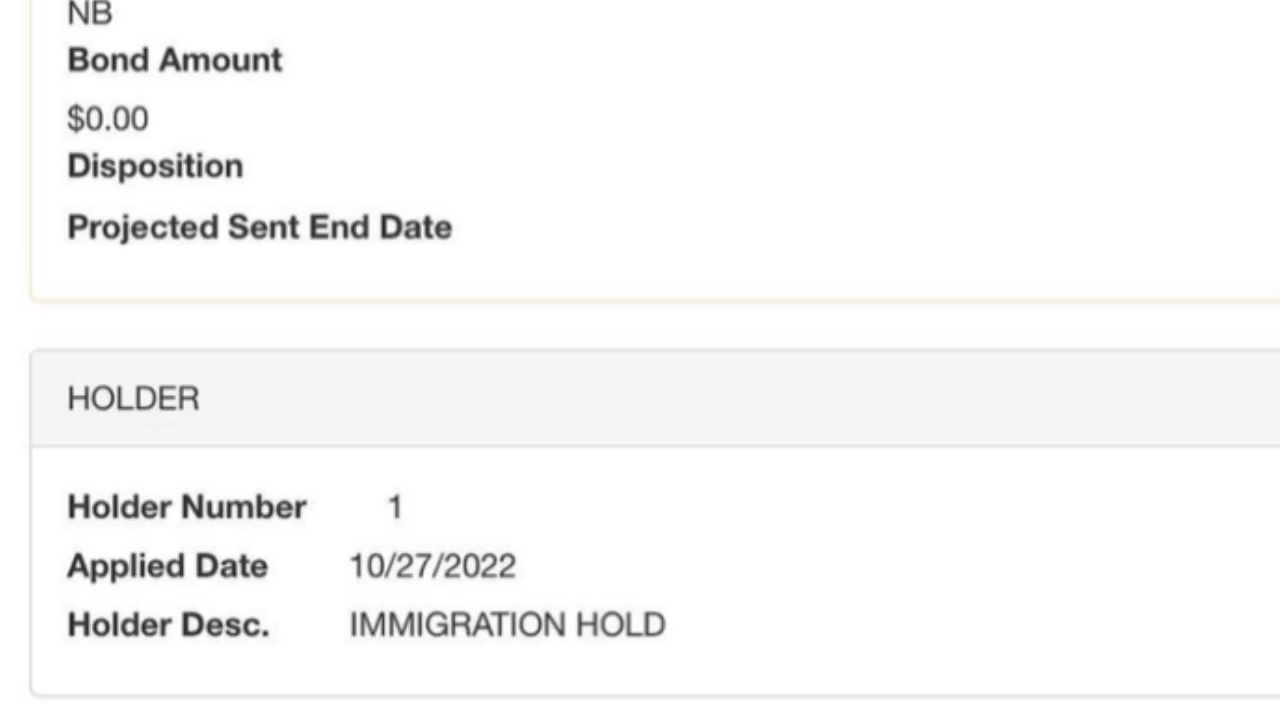 NB
Bond Amount
$0.00
Disposition
Projected Sent End Date
HOLDER
Holder Number 1
Applied Date 10/27/2022
Holder Desc. IMMIGRATION HOLD